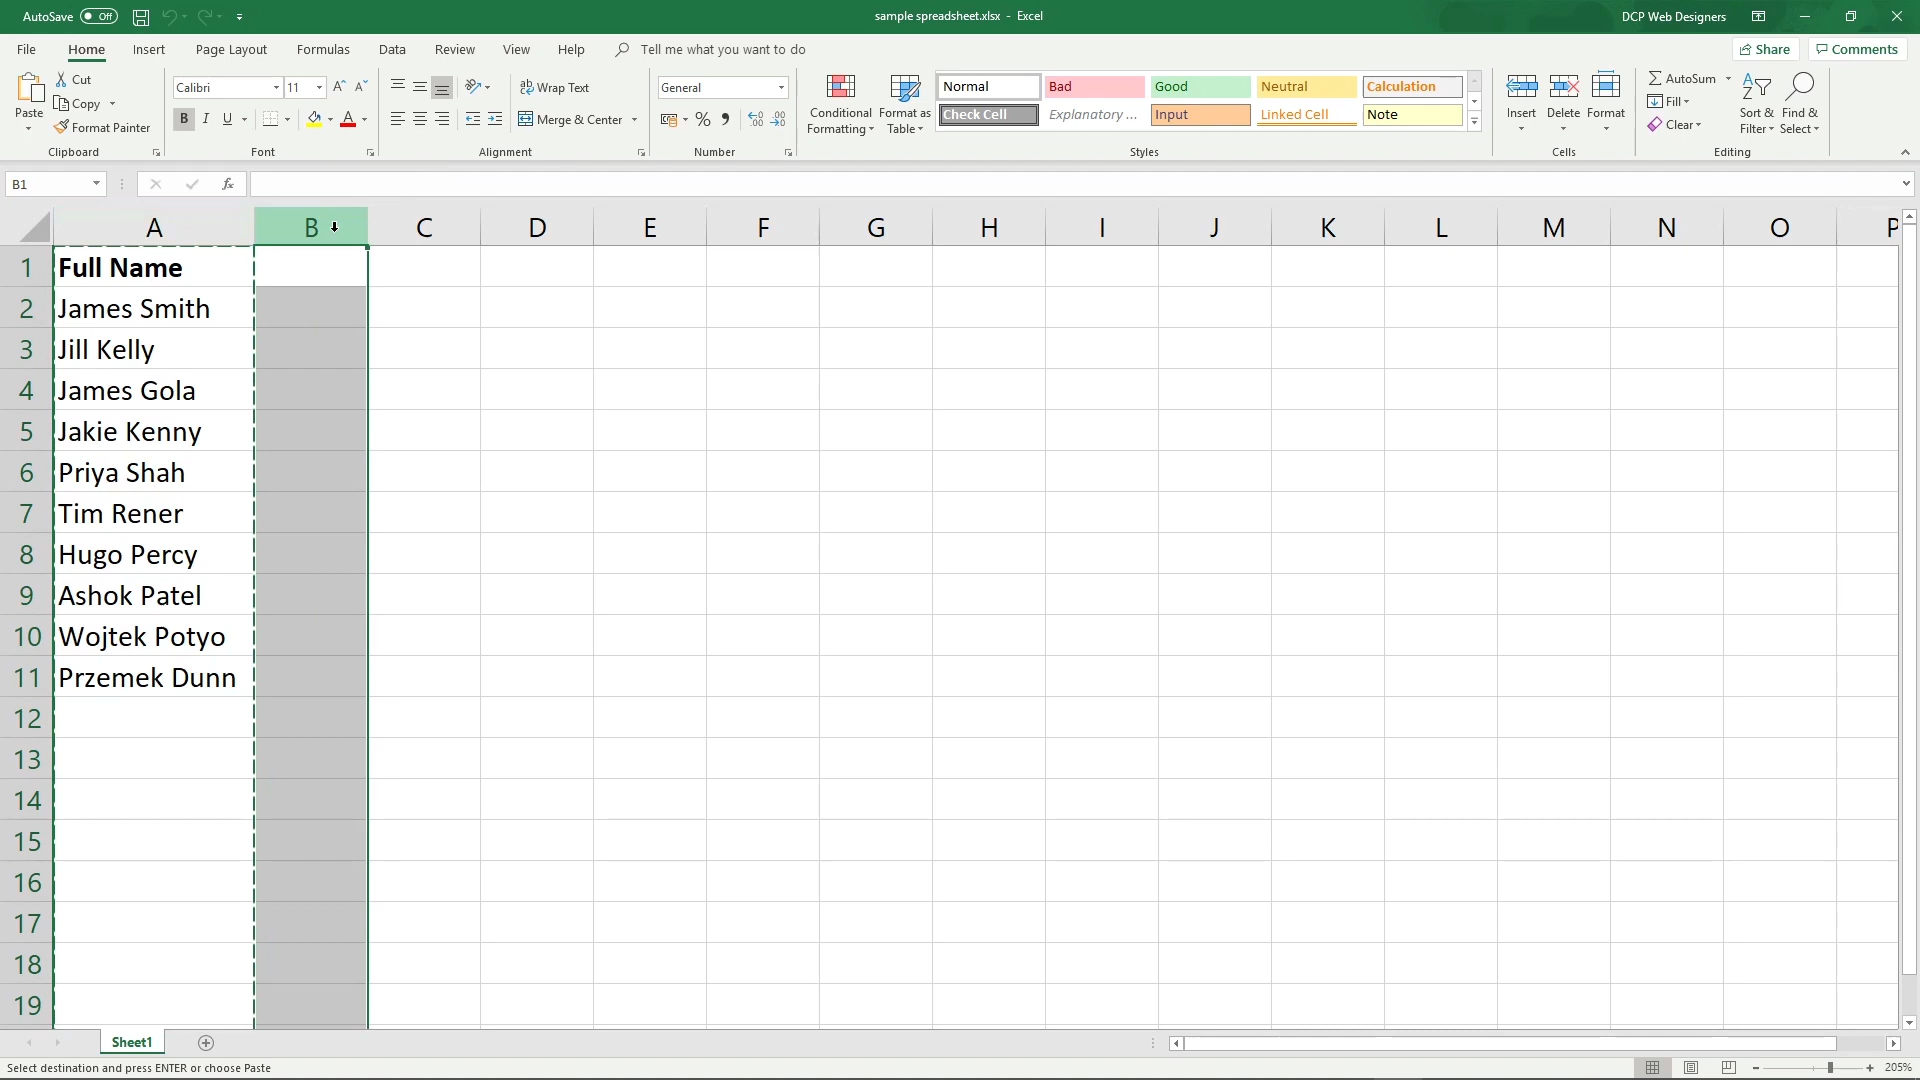 AutoSave Off sample spreadsheet.xlsx - Excel DCP Web Designers
File Home Insert Page Layout Formulas Data Review View Help Tell me what you want to do Share Comments
Paste
Cut
Copy
Format Painter
Clipboard
Calibri 11
B I U
Font
Wrap Text
Merge & Center
Alignment
General
Number
Conditional Formatting
Format as Table
Normal Bad Good Neutral Calculation
Check Cell Explanatory ... Input Linked Cell Note
Styles
Insert Delete Format
Cells
AutoSum
Fill
Clear
Sort & Filter
Find & Select
Editing
B1 fx
A B C D E F G H I J K L M N O P
1 Full Name
2 James Smith
3 Jill Kelly
4 James Gola
5 Jakie Kenny
6 Priya Shah
7 Tim Rener
8 Hugo Percy
9 Ashok Patel
10 Wojtek Potyo
11 Przemek Dunn
12
13
14
15
16
17
18
19
Sheet1
Select destination and press ENTER or choose Paste 205%